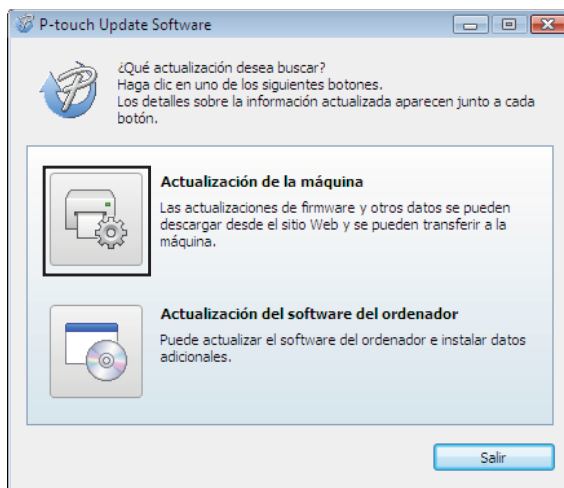 P-touch Update Software
¿Qué actualización desea buscar?
Haga clic en uno de los siguientes botones.
Los detalles sobre la información actualizada aparecen junto a cada
botón.
Actualización de la máquina
Las actualizaciones de firmware y otros datos se pueden
descargar desde el sitio Web y se pueden transferir a la
máquina.
Actualización del software del ordenador
Puede actualizar el software del ordenador e instalar datos
adicionales.
Salir